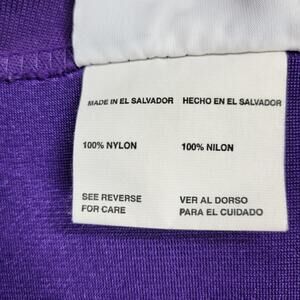 MADE IN EL SALVADOR HECHO EN EL SALVADOR
100% NYLON 100% NILON
SEE REVERSE VER AL DORSO
FOR CARE PARA EL CUIDADO